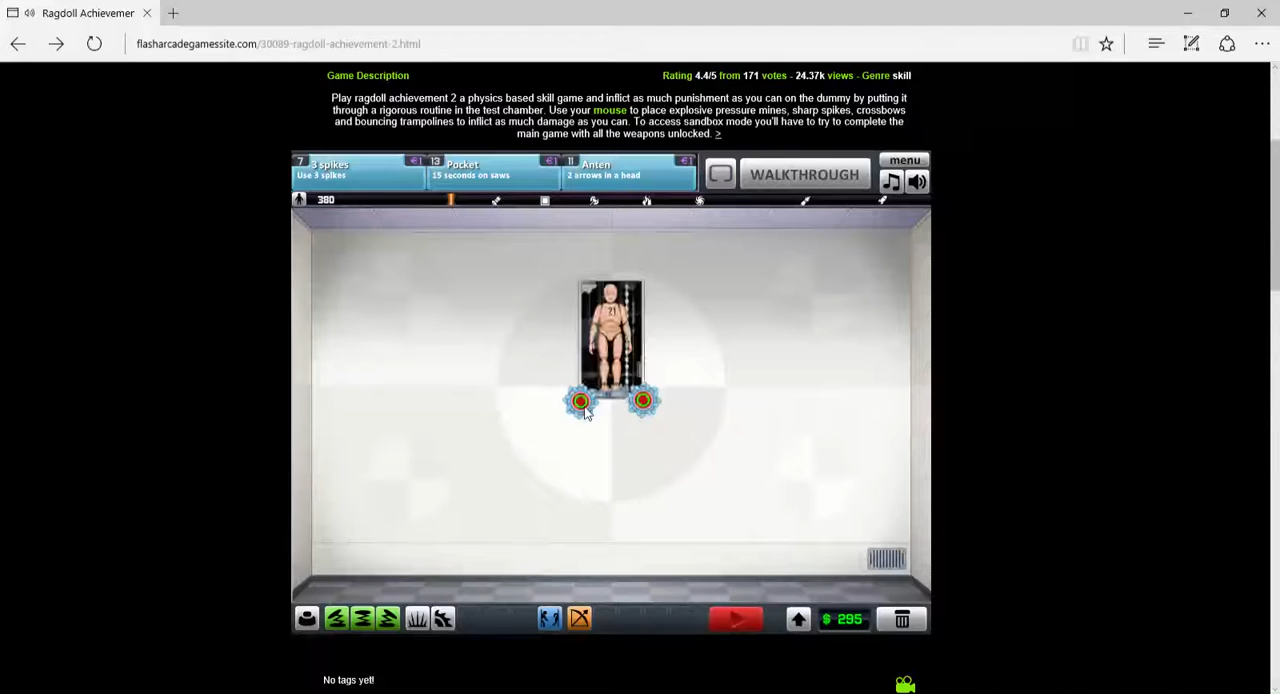 Ragdoll Achievemer
flasharcadegamessite.com/30089-ragdoll-achievement-2.html
Game Description
Rating 4.4/5 from 171 votes - 24.37k views - Genre skill
Play ragdoll achievement 2 a physics based skill game and inflict as much punishment as you can on the dummy by putting it
through a rigorous routine in the test chamber. Use your mouse to place explosive pressure mines, sharp spikes, crossbows
and bouncing trampolines to inflict as much damage as you can. To access sandbox mode you'll have to try to complete the
main game with all the weapons unlocked. >
7 3 spikes €1 13 Pocket €1 11 Anten €1
Use 3 spikes 15 seconds on saws 2 arrows in a head
WALKTHROUGH
menu
380
21
$ 295
No tags yet!